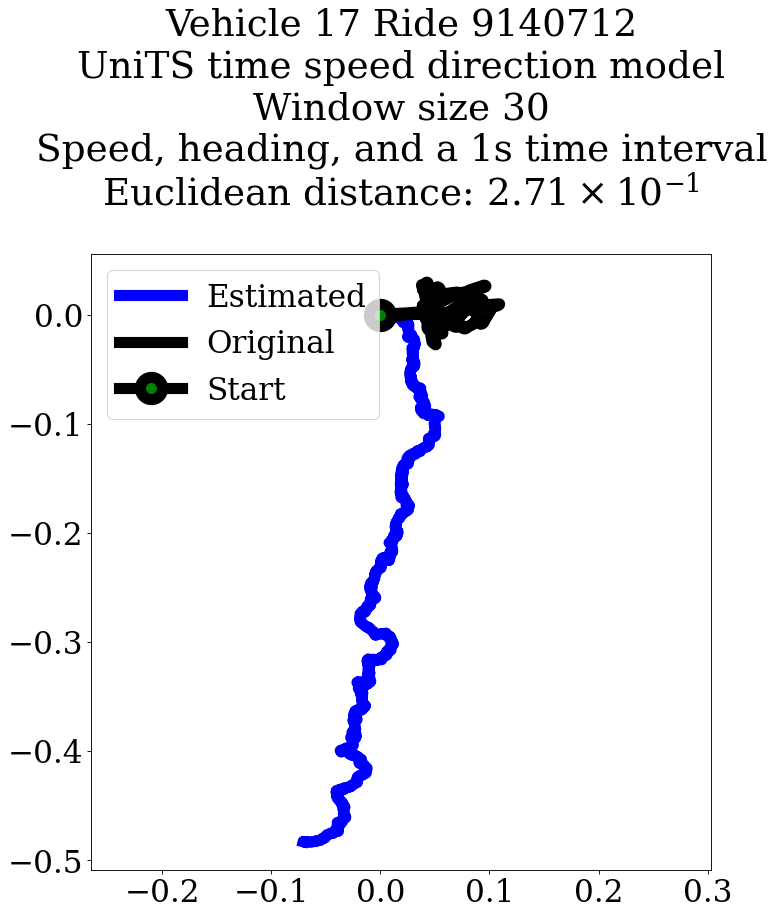 Vehicle 17 Ride 9140712
UniTS time speed direction model
Window size 30
Speed, heading, and a 1s time interval
Euclidean distance: 2.71 × 10⁻¹
Estimated
Original
Start
0.0
−0.1
−0.2
−0.3
−0.4
−0.5
−0.2 −0.1 0.0 0.1 0.2 0.3